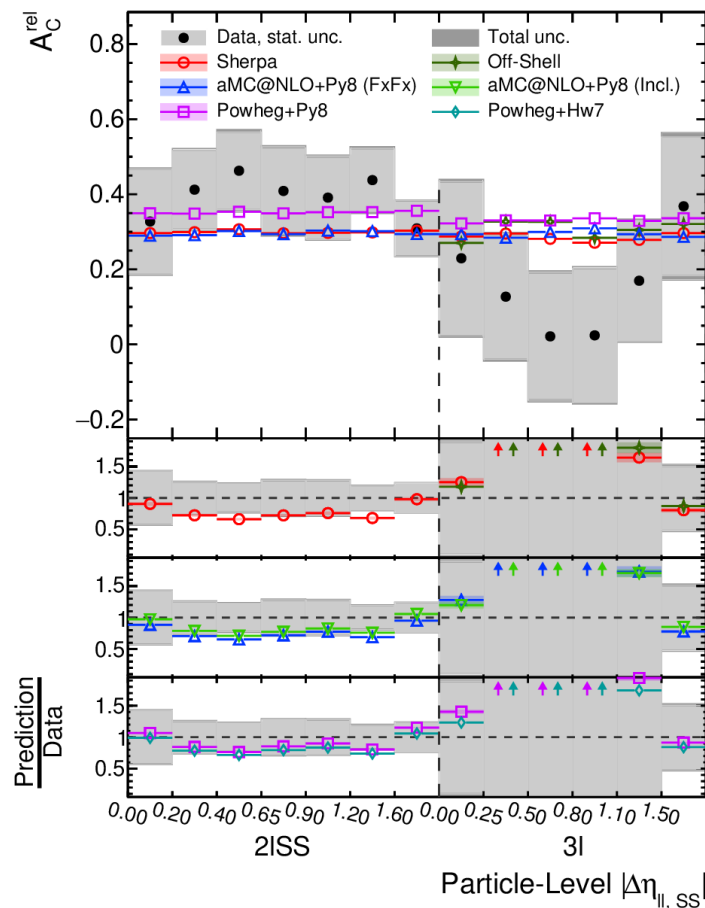 A_C^rel
0.8
0.6
0.4
0.2
0
−0.2
Data, stat. unc.
Total unc.
Sherpa
Off-Shell
aMC@NLO+Py8 (FxFx)
aMC@NLO+Py8 (Incl.)
Powheg+Py8
Powheg+Hw7
1.5
1
0.5
1.5
1
0.5
1.5
1
0.5
Prediction
Data
0.00 0.20 0.40 0.65 0.90 1.20 1.60 0.00 0.25 0.50 0.80 1.10 1.50
2lSS 3l
Particle-Level |Δη_ll, SS|